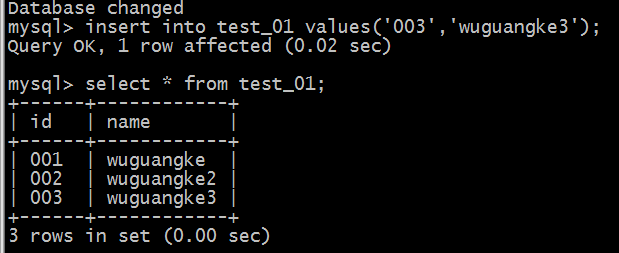 Database changed
mysql> insert into test_01 values('003','wuguangke3');
Query OK, 1 row affected (0.02 sec)
mysql> select * from test_01;
+------+------------+
| id   | name       |
+------+------------+
| 001  | wuguangke  |
| 002  | wuguangke2 |
| 003  | wuguangke3 |
+------+------------+
3 rows in set (0.00 sec)